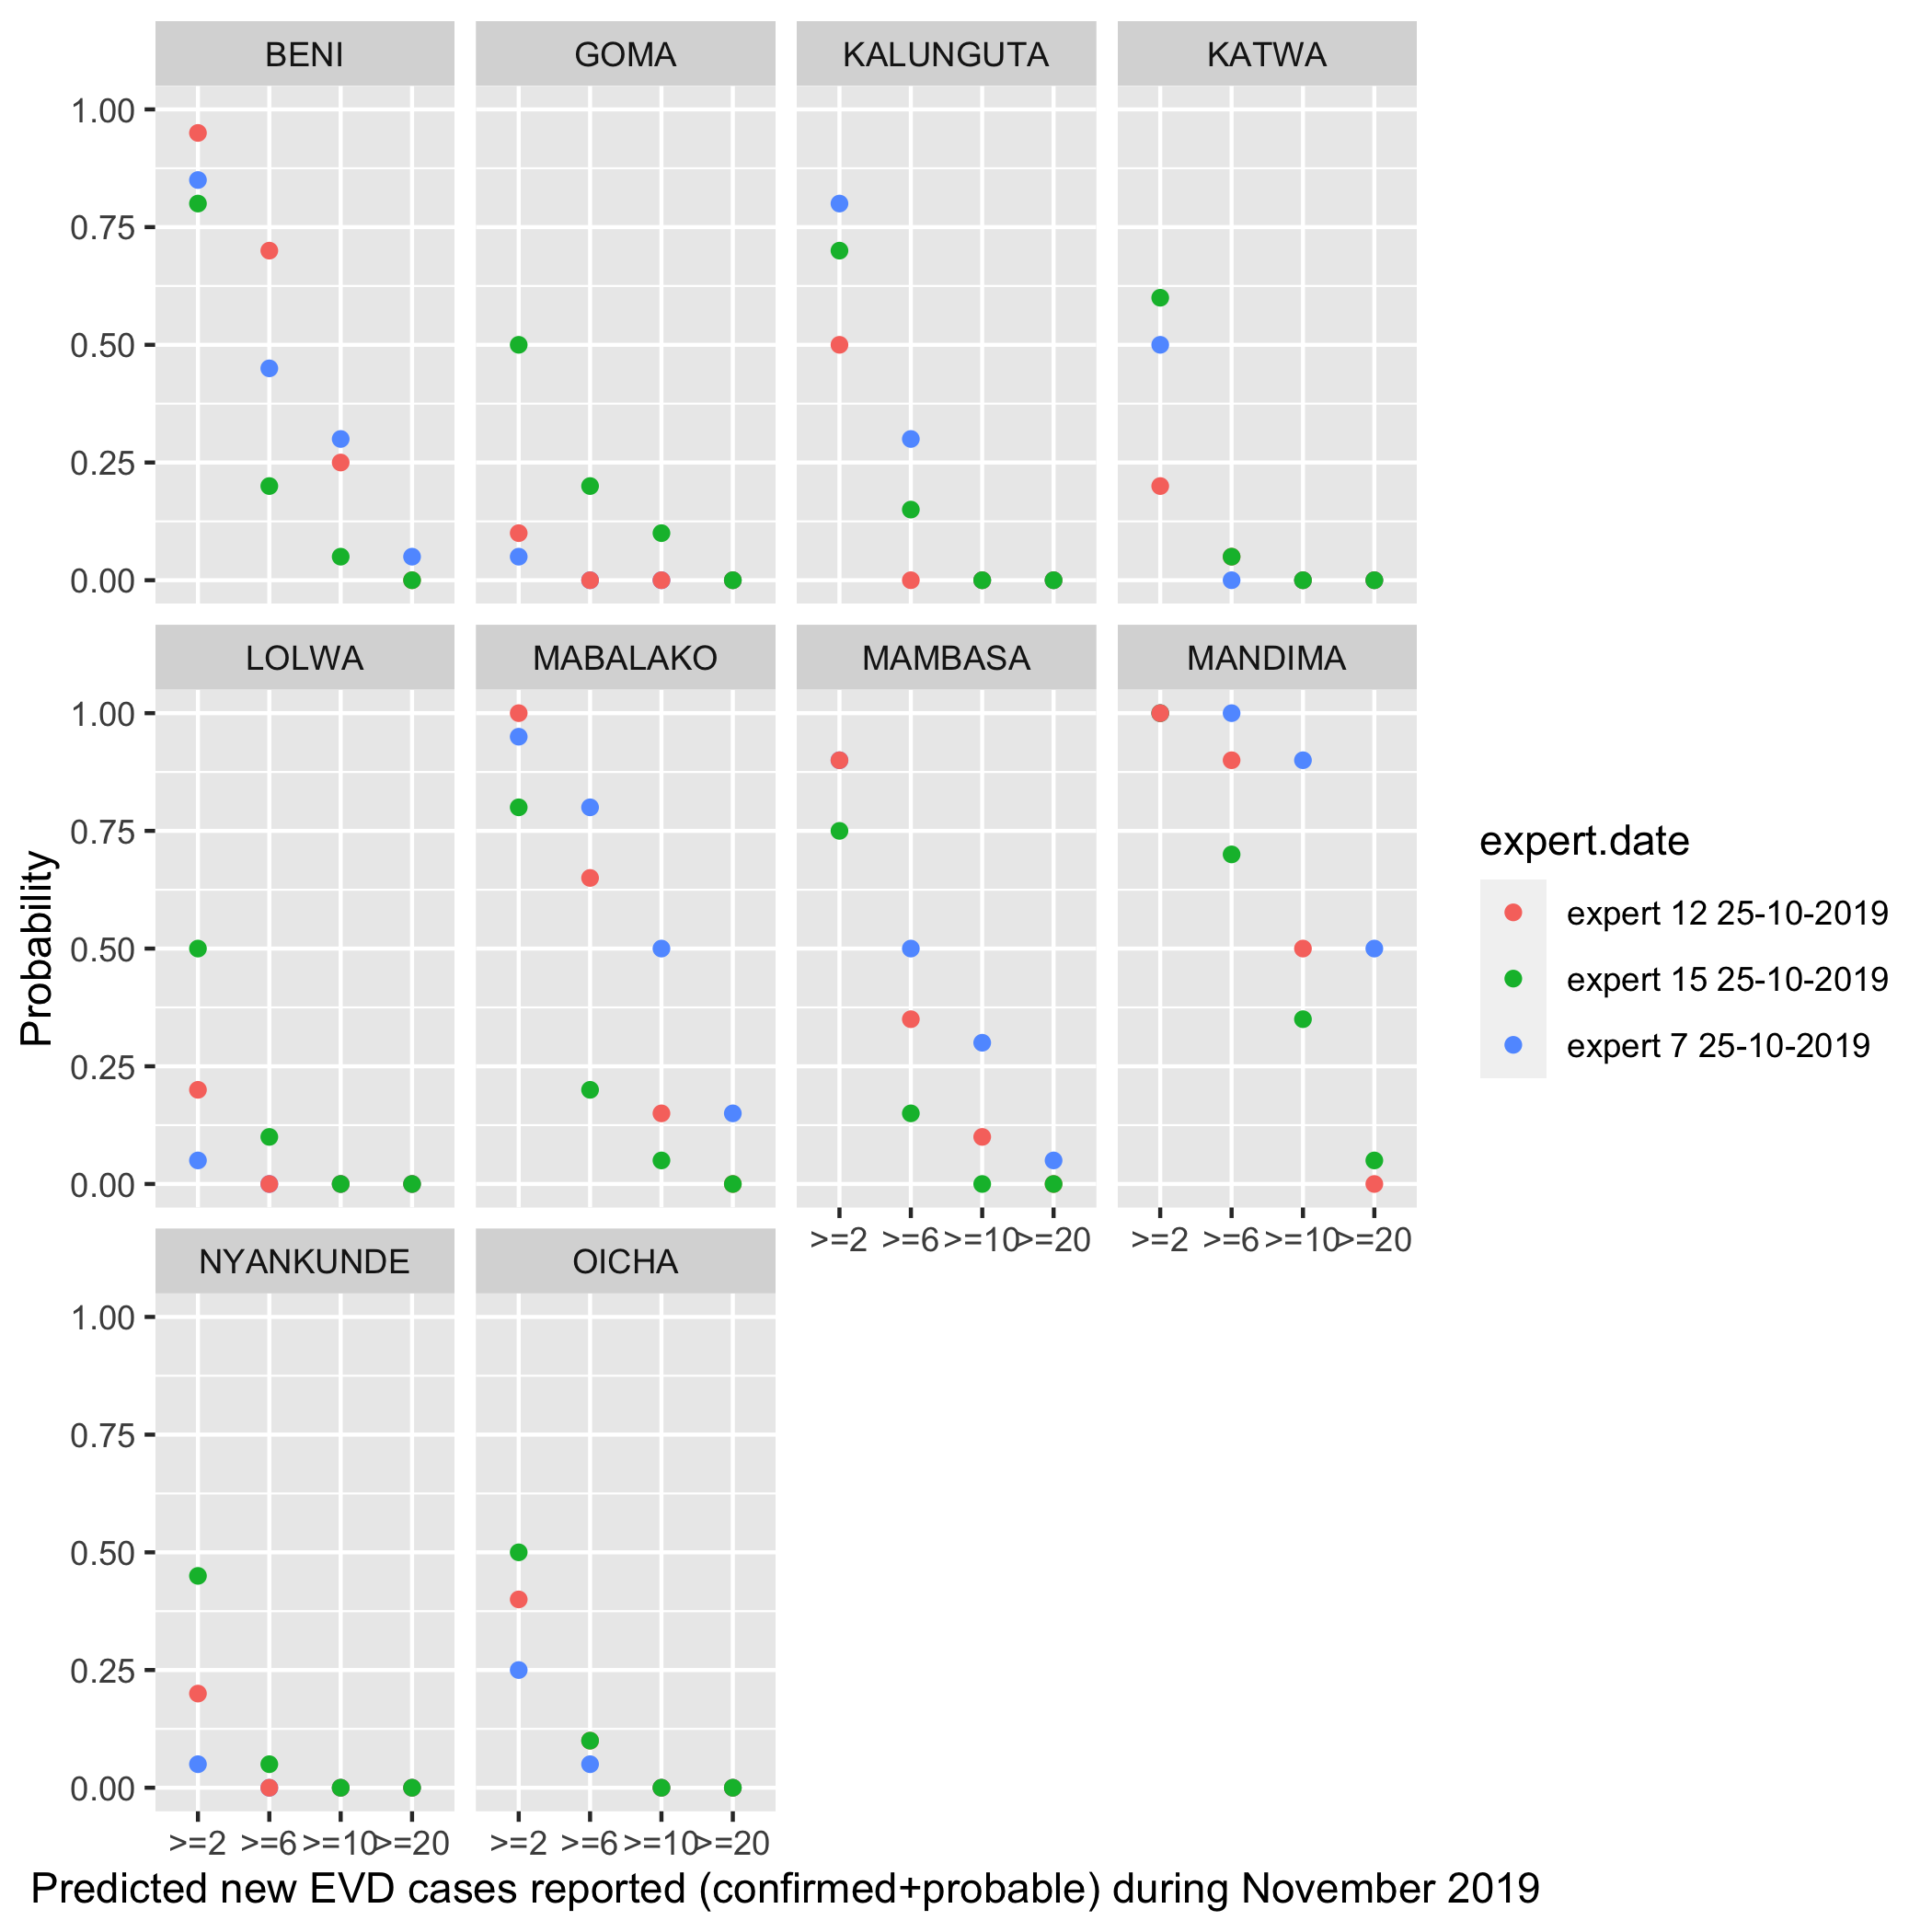 BENI GOMA KALUNGUTA KATWA
1.00
0.75
0.50
0.25
0.00
LOLWA MABALAKO MAMBASA MANDIMA
1.00
0.75
0.50
0.25
0.00
>=2 >=6 >=10 >=20 >=2 >=6 >=10 >=20
NYANKUNDE OICHA
1.00
0.75
0.50
0.25
0.00
>=2 >=6 >=10 >=20 >=2 >=6 >=10 >=20
Probability
Predicted new EVD cases reported (confirmed+probable) during November 2019
expert.date
expert 12 25-10-2019
expert 15 25-10-2019
expert 7 25-10-2019